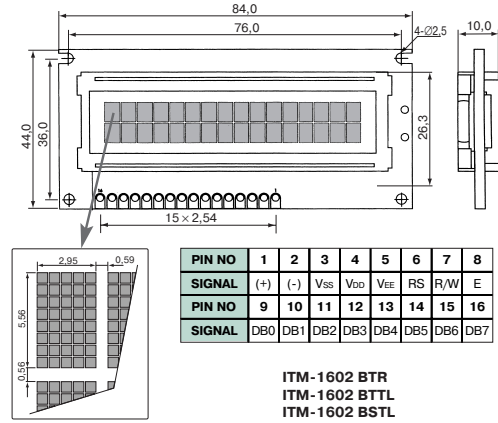 84,0
76,0
4-Ø2,5
10,0
44,0
36,0
26,3
16
1
15×2,54
2,95
0,59
5,56
0,56
PIN NO 1 2 3 4 5 6 7 8
SIGNAL (+) (-) VSS VDD VEE RS R/W E
PIN NO 9 10 11 12 13 14 15 16
SIGNAL DB0 DB1 DB2 DB3 DB4 DB5 DB6 DB7
ITM-1602 BTR
ITM-1602 BTTL
ITM-1602 BSTL